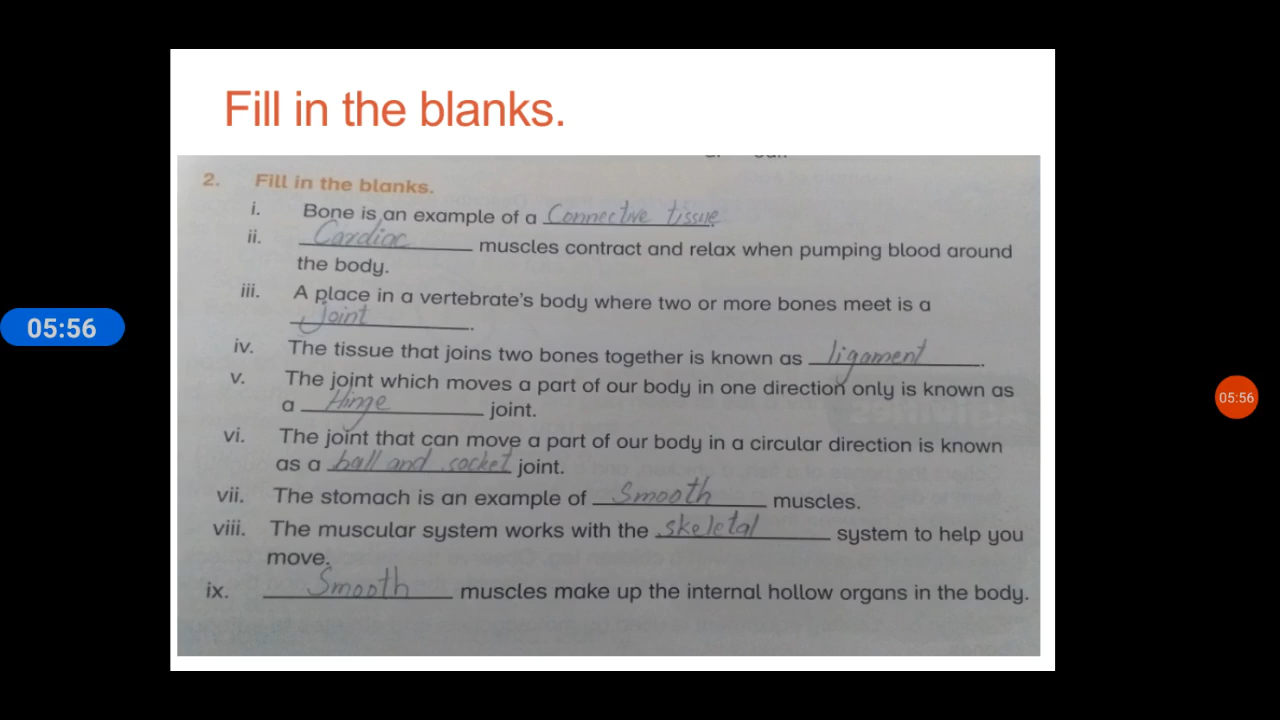 Fill in the blanks.
2. Fill in the blanks.
i. Bone is an example of a Connective tissue
ii. Cardiac muscles contract and relax when pumping blood around
the body.
iii. A place in a vertebrate's body where two or more bones meet is a
joint.
iv. The tissue that joins two bones together is known as ligament.
v. The joint which moves a part of our body in one direction only is known as
a Hinge joint.
vi. The joint that can move a part of our body in a circular direction is known
as a ball and socket joint.
vii. The stomach is an example of Smooth muscles.
viii. The muscular system works with the skeletal system to help you
move.
ix. Smooth muscles make up the internal hollow organs in the body.
05:56
05:56